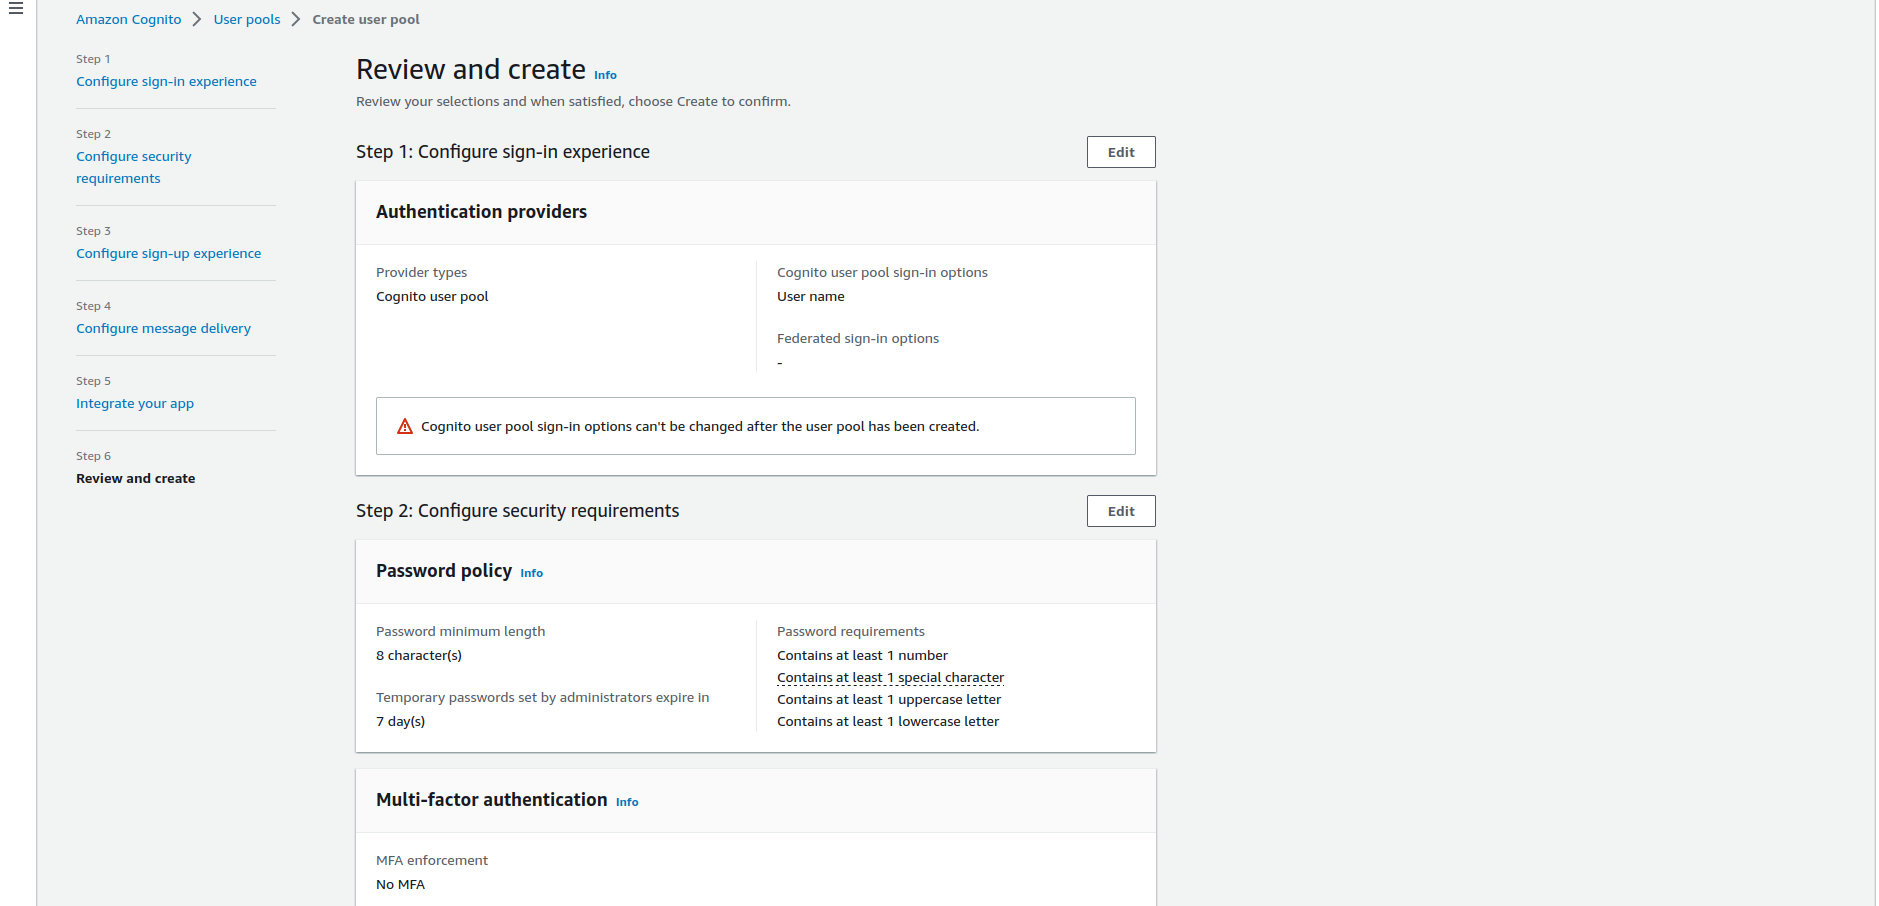 Amazon Cognito > User pools > Create user pool
Step 1
Configure sign-in experience
Step 2
Configure security
requirements
Step 3
Configure sign-up experience
Step 4
Configure message delivery
Step 5
Integrate your app
Step 6
Review and create
Review and create Info
Review your selections and when satisfied, choose Create to confirm.
Step 1: Configure sign-in experience
Edit
Authentication providers
Provider types
Cognito user pool
Cognito user pool sign-in options
User name
Federated sign-in options
-
Cognito user pool sign-in options can't be changed after the user pool has been created.
Step 2: Configure security requirements
Edit
Password policy Info
Password minimum length
8 character(s)
Temporary passwords set by administrators expire in
7 day(s)
Password requirements
Contains at least 1 number
Contains at least 1 special character
Contains at least 1 uppercase letter
Contains at least 1 lowercase letter
Multi-factor authentication Info
MFA enforcement
No MFA